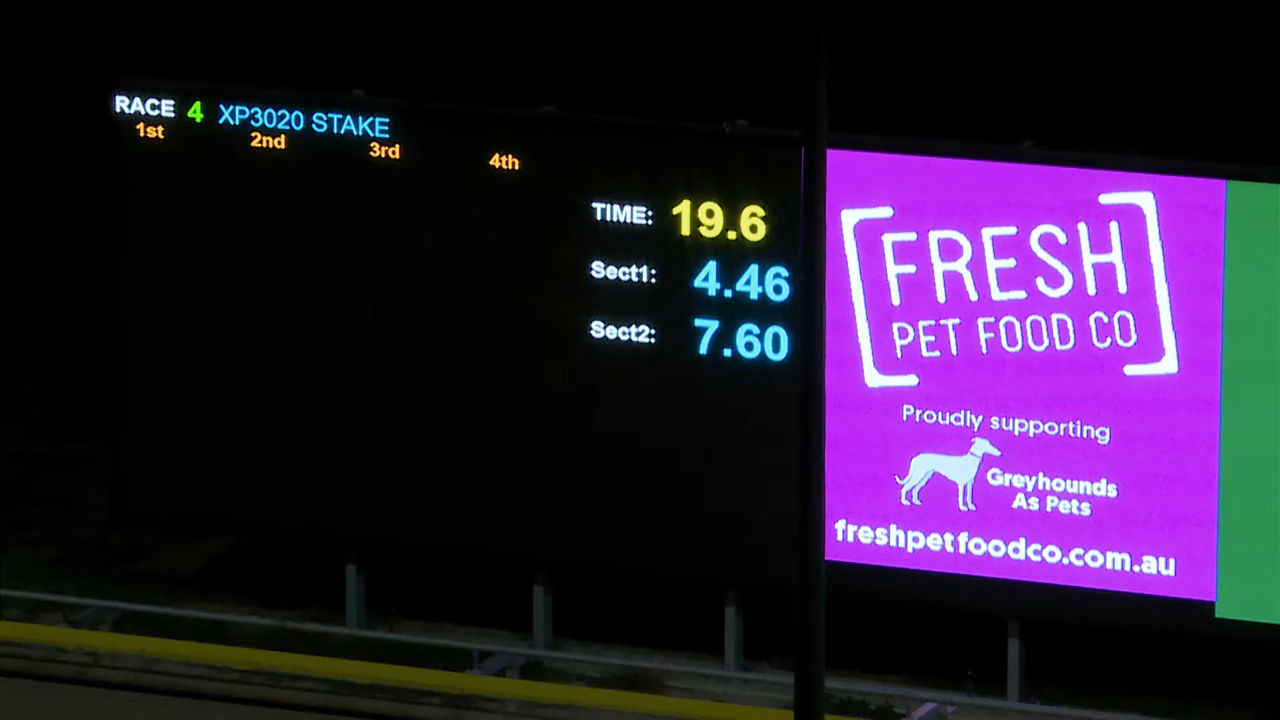 RACE 4 XP3020 STAKE
1st 2nd 3rd 4th
TIME: 19.6
Sect1: 4.46
Sect2: 7.60
FRESH
PET FOOD CO
Proudly supporting
Greyhounds
As Pets
freshpetfoodco.com.au